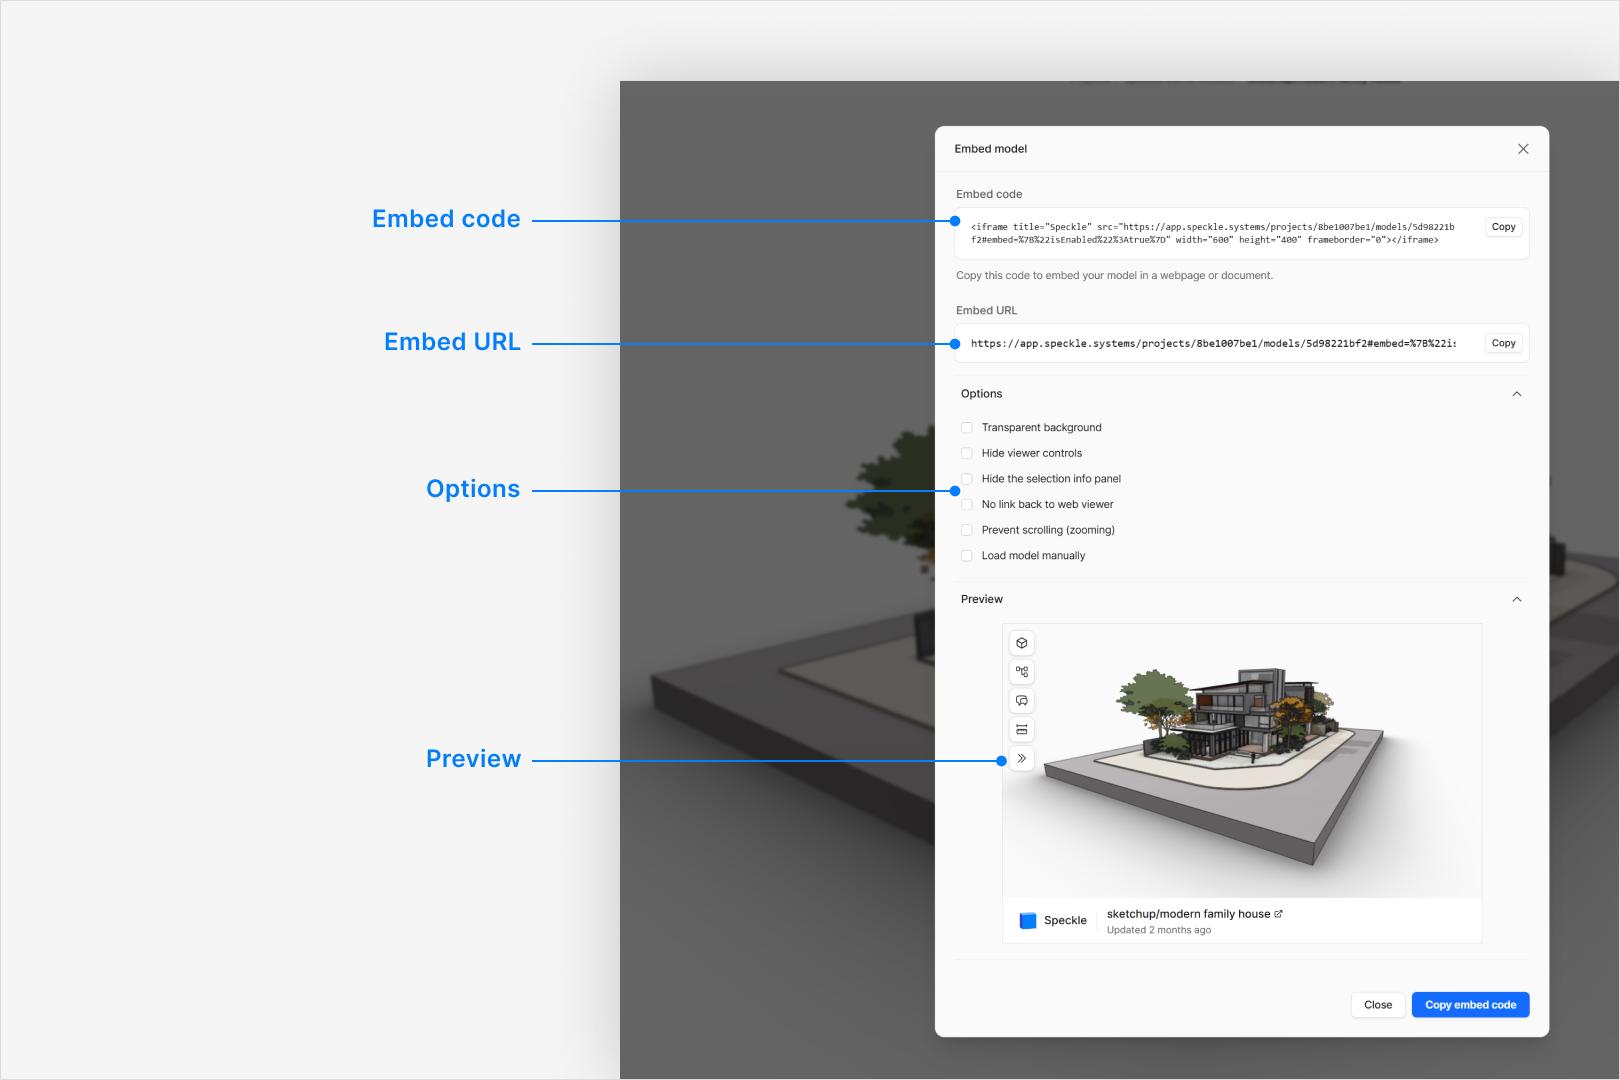 Embed model
Embed code
Embed code
<iframe title="Speckle" src="https://app.speckle.systems/projects/8be1007be1/models/5d98221b
f2#embed=%7B%22isEnabled%22%3Atrue%7D" width="600" height="400" frameborder="0"></iframe>
Copy
Copy this code to embed your model in a webpage or document.
Embed URL
Embed URL
https://app.speckle.systems/projects/8be1007be1/models/5d98221bf2#embed=%7B%22is
Copy
Options
Transparent background
Hide viewer controls
Hide the selection info panel
Options
No link back to web viewer
Prevent scrolling (zooming)
Load model manually
Preview
Preview
Speckle
sketchup/modern family house
Updated 2 months ago
Close
Copy embed code